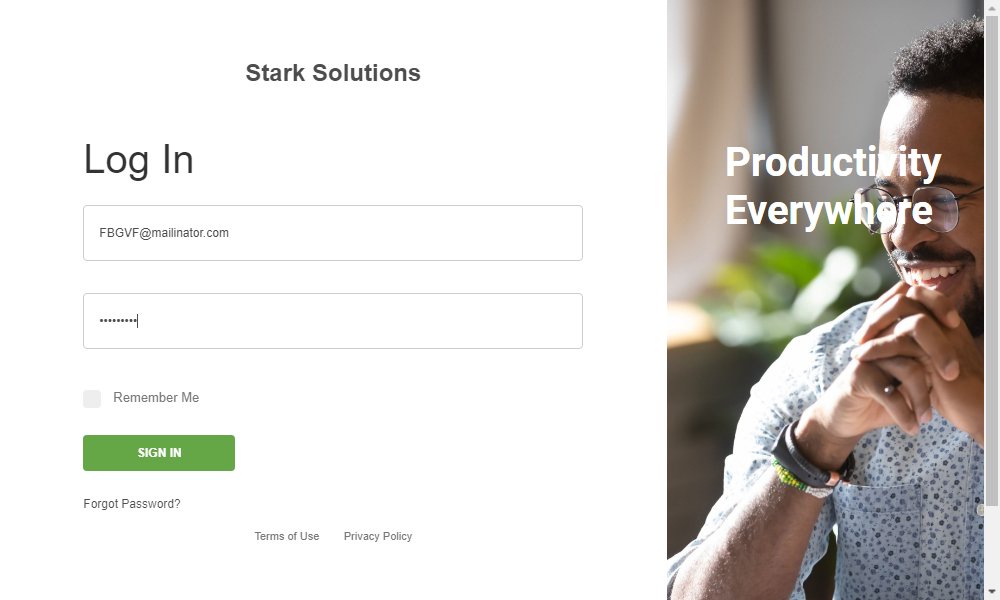 Stark Solutions
Log In
FBGVF@mailinator.com
•••••••••
Remember Me
SIGN IN
Forgot Password?
Terms of Use
Privacy Policy
Productivity
Everywhere